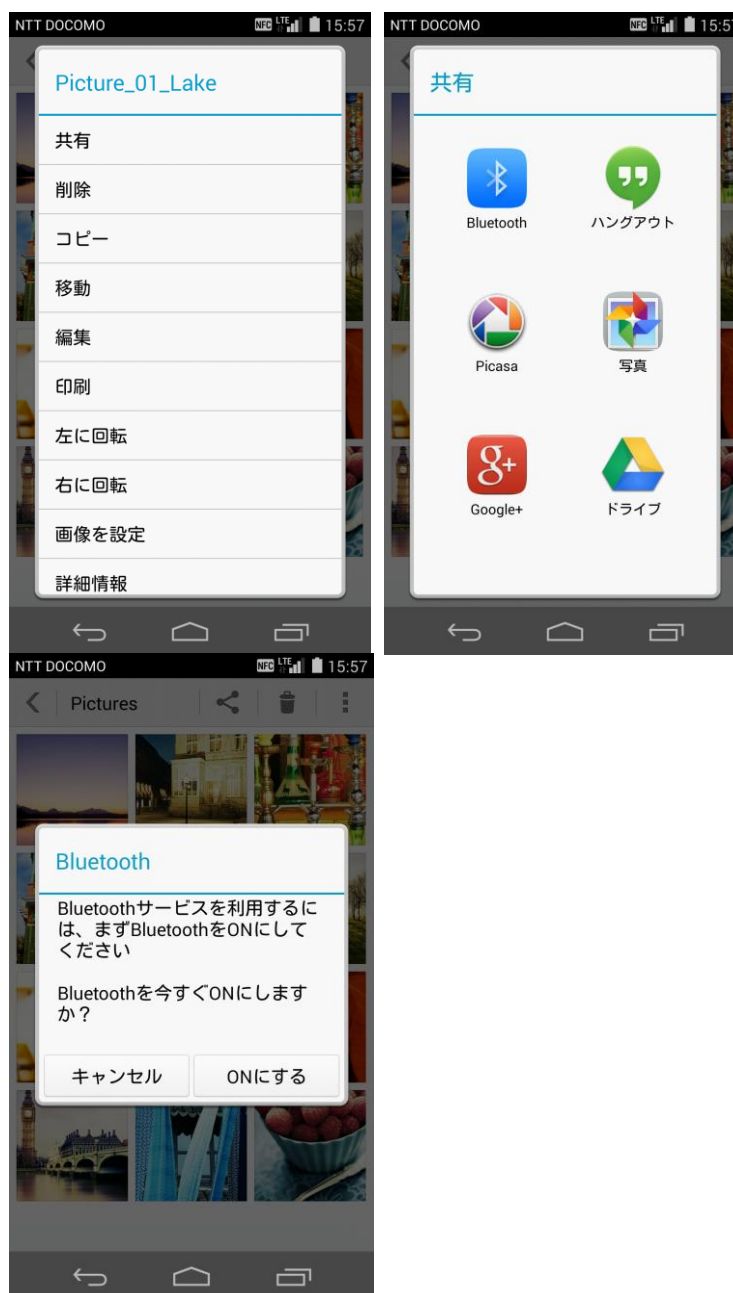 NTT DOCOMO NFC LTE 15:57
Picture_01_Lake
共有
削除
コピー
移動
編集
印刷
左に回転
右に回転
画像を設定
詳細情報
NTT DOCOMO NFC LTE 15:57
共有
Bluetooth ハングアウト
Picasa 写真
g+
Google+ ドライブ
NTT DOCOMO NFC LTE 15:57
Pictures
Bluetooth
Bluetoothサービスを利用するに
は、まずBluetoothをONにして
ください
Bluetoothを今すぐONにします
か？
キャンセル ONにする